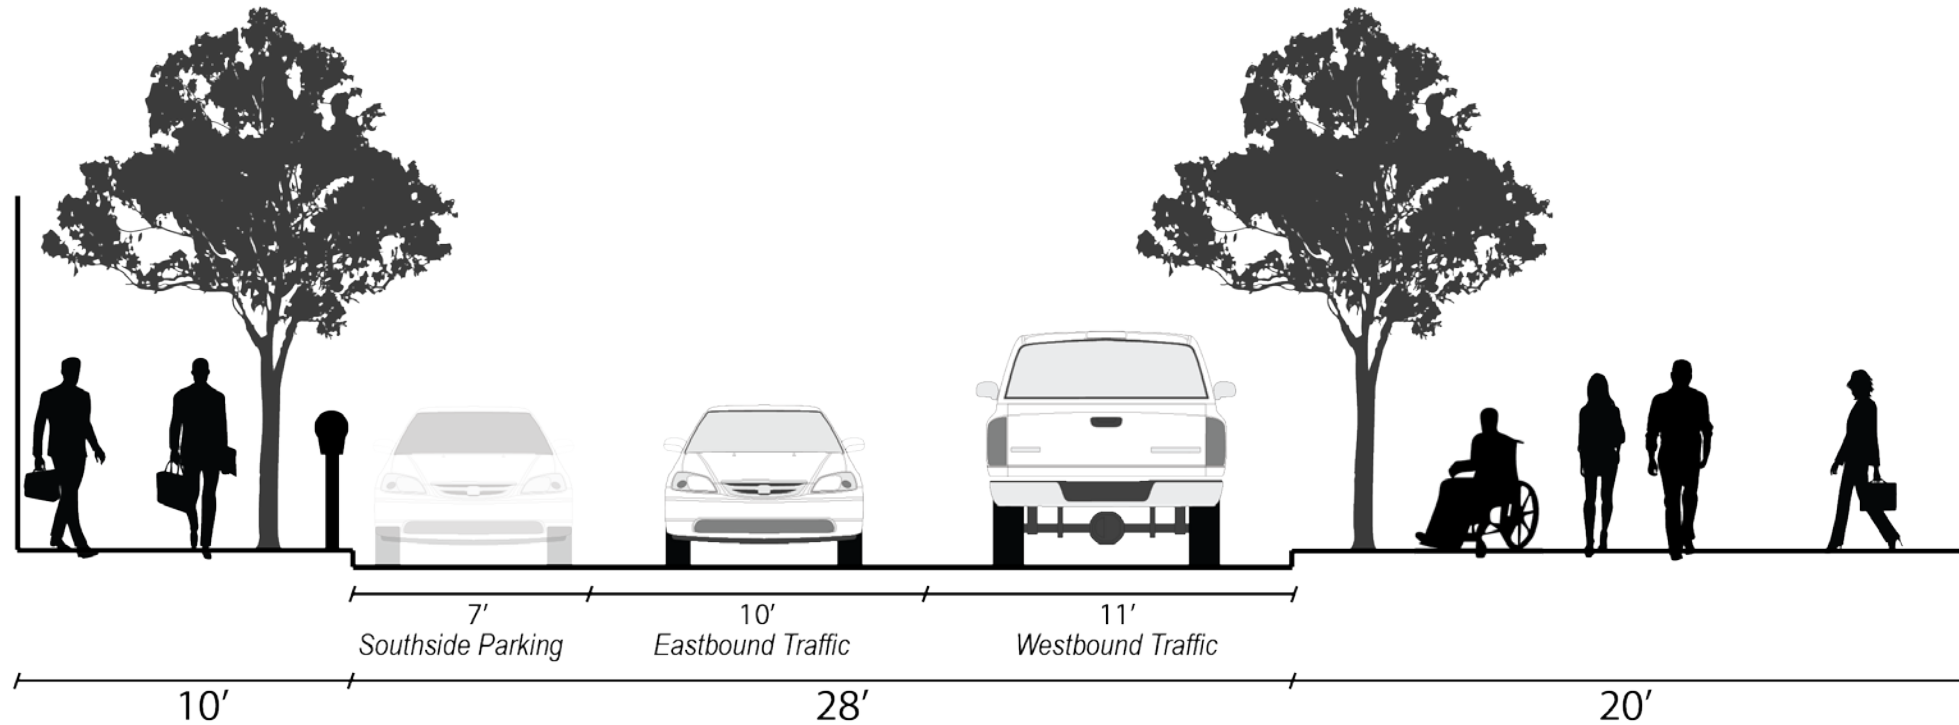 7′
Southside Parking
10′
Eastbound Traffic
11′
Westbound Traffic
10′
28′
20′